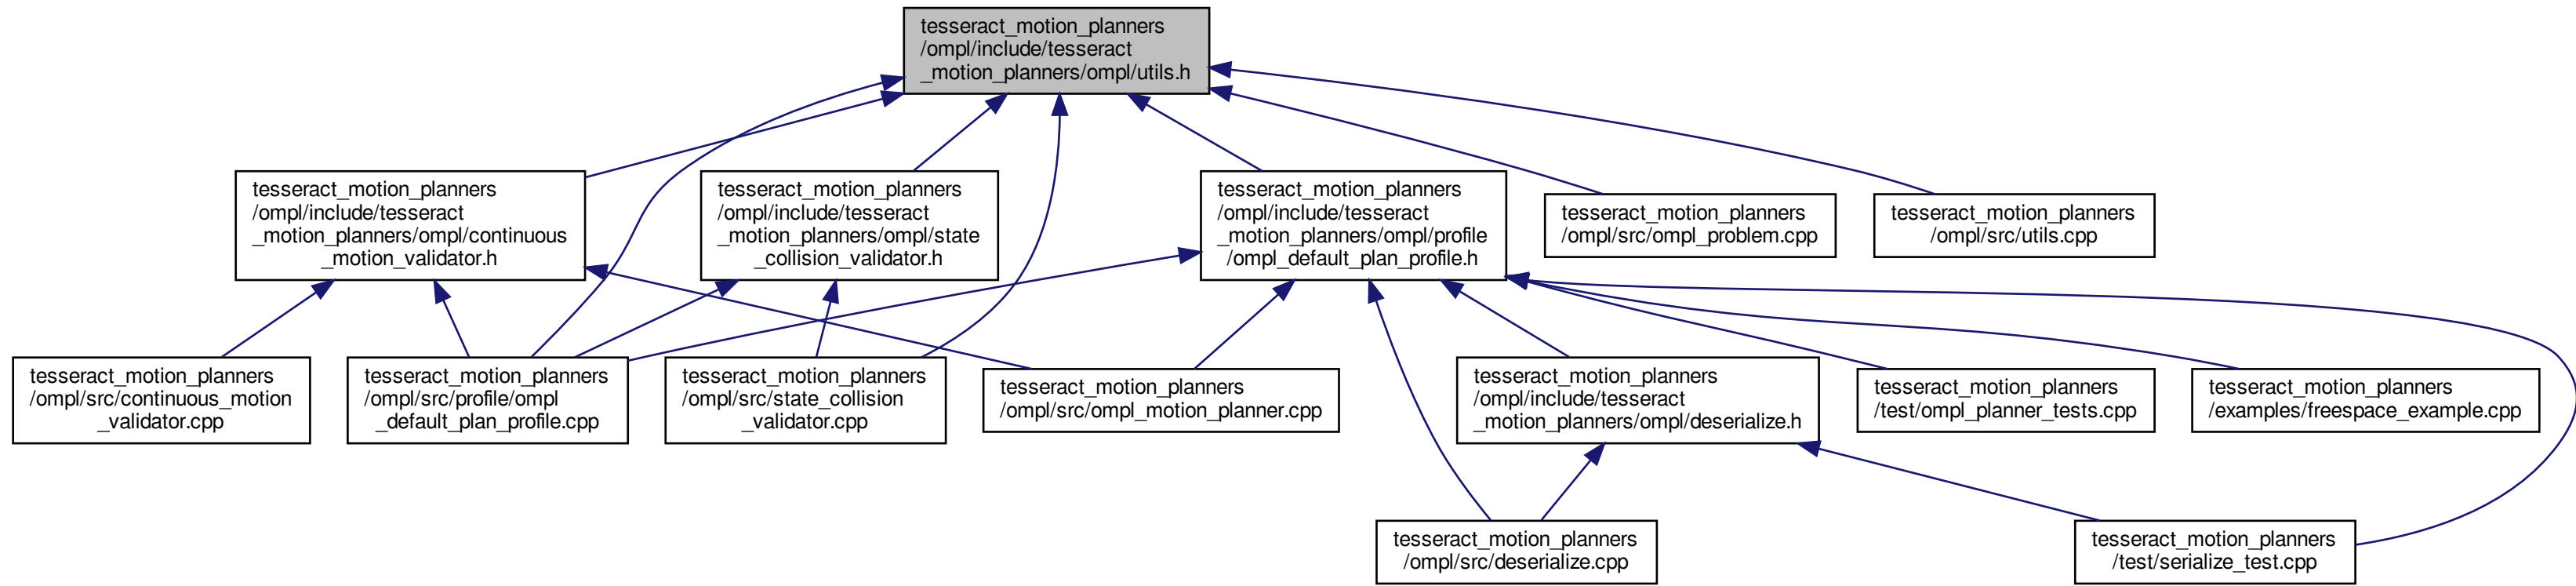 tesseract_motion_planners
/ompl/include/tesseract
_motion_planners/ompl/utils.h
tesseract_motion_planners
/ompl/include/tesseract
_motion_planners/ompl/continuous
_motion_validator.h
tesseract_motion_planners
/ompl/include/tesseract
_motion_planners/ompl/state
_collision_validator.h
tesseract_motion_planners
/ompl/include/tesseract
_motion_planners/ompl/profile
/ompl_default_plan_profile.h
tesseract_motion_planners
/ompl/src/ompl_problem.cpp
tesseract_motion_planners
/ompl/src/utils.cpp
tesseract_motion_planners
/ompl/src/continuous_motion
_validator.cpp
tesseract_motion_planners
/ompl/src/profile/ompl
_default_plan_profile.cpp
tesseract_motion_planners
/ompl/src/state_collision
_validator.cpp
tesseract_motion_planners
/ompl/src/ompl_motion_planner.cpp
tesseract_motion_planners
/ompl/include/tesseract
_motion_planners/ompl/deserialize.h
tesseract_motion_planners
/test/ompl_planner_tests.cpp
tesseract_motion_planners
/examples/freespace_example.cpp
tesseract_motion_planners
/ompl/src/deserialize.cpp
tesseract_motion_planners
/test/serialize_test.cpp